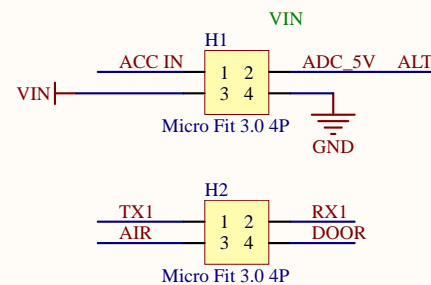 VIN
H1
ACC IN 1 2 ADC_5V ALT
VIN 3 4
Micro Fit 3.0 4P
GND
H2
TX1 1 2 RX1
AIR 3 4 DOOR
Micro Fit 3.0 4P